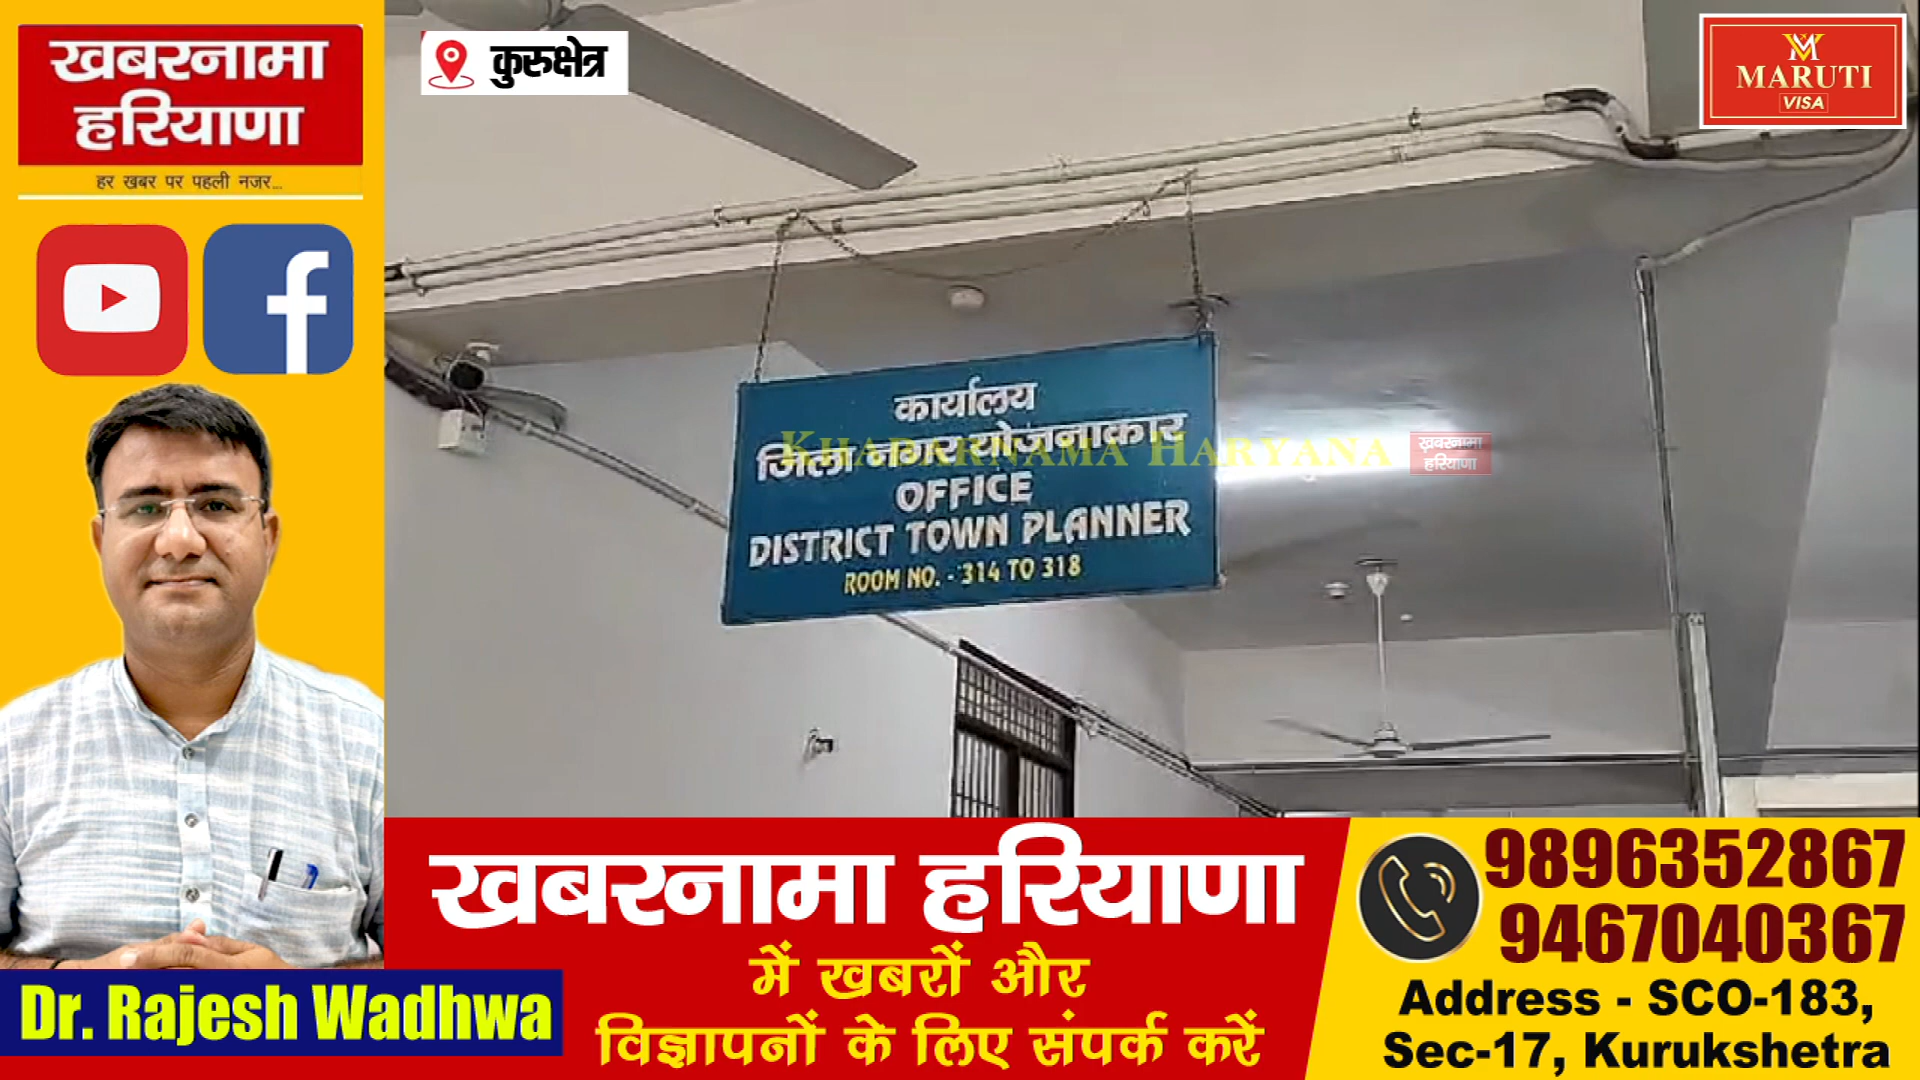 खबरनामा
हरियाणा
हर खबर पर पहली नजर...
कुरुक्षेत्र
MARUTI
VISA
कार्यालय
जिला नगर योजनाकार
OFFICE
DISTRICT TOWN PLANNER
ROOM NO. - 314 TO 318
KHABARNAMA HARYANA
खबरनामा
हरियाणा
Dr. Rajesh Wadhwa
खबरनामा हरियाणा
में खबरों और
विज्ञापनों के लिए संपर्क करें
9896352867
9467040367
Address - SCO-183,
Sec-17, Kurukshetra